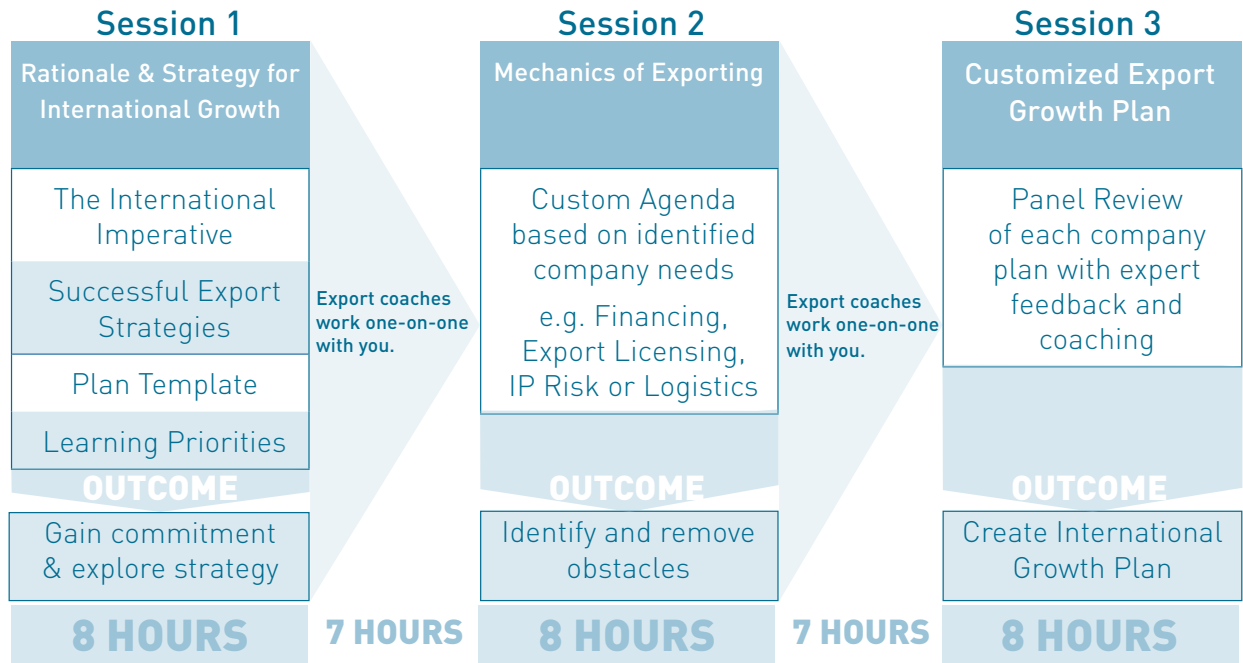 Session 1
Rationale & Strategy for
International Growth
The International
Imperative
Successful Export
Strategies
Plan Template
Learning Priorities
OUTCOME
Gain commitment
& explore strategy
8 HOURS
Export coaches
work one-on-one
with you.
7 HOURS
Session 2
Mechanics of Exporting
Custom Agenda
based on identified
company needs
e.g. Financing,
Export Licensing,
IP Risk or Logistics
OUTCOME
Identify and remove
obstacles
8 HOURS
Export coaches
work one-on-one
with you.
7 HOURS
Session 3
Customized Export
Growth Plan
Panel Review
of each company
plan with expert
feedback and
coaching
OUTCOME
Create International
Growth Plan
8 HOURS